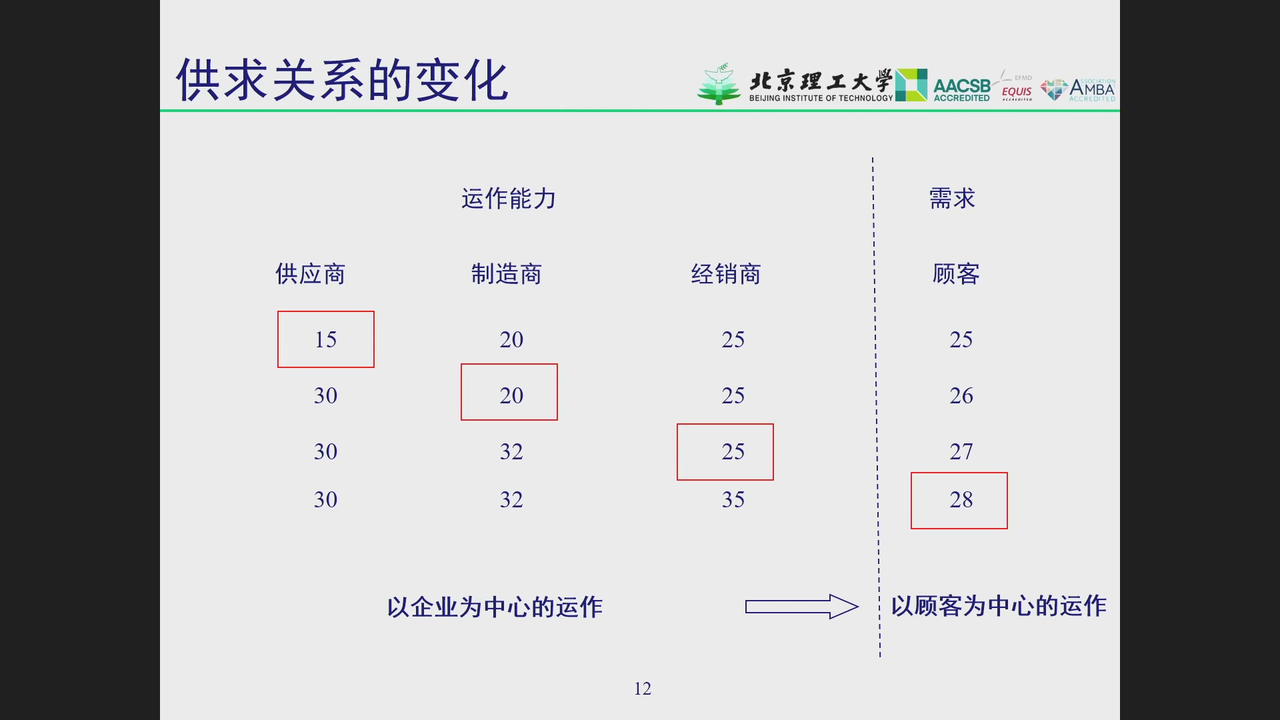 供求关系的变化
北京理工大學
BEIJING INSTITUTE OF TECHNOLOGY
AACSB
ACCREDITED
EFMD
EQUIS
ACCREDITED
ASSOCIATION
AMBA
ACCREDITED
运作能力 需求
供应商 制造商 经销商 顾客
15 20 25 25
30 20 25 26
30 32 25 27
30 32 35 28
以企业为中心的运作 以顾客为中心的运作
12